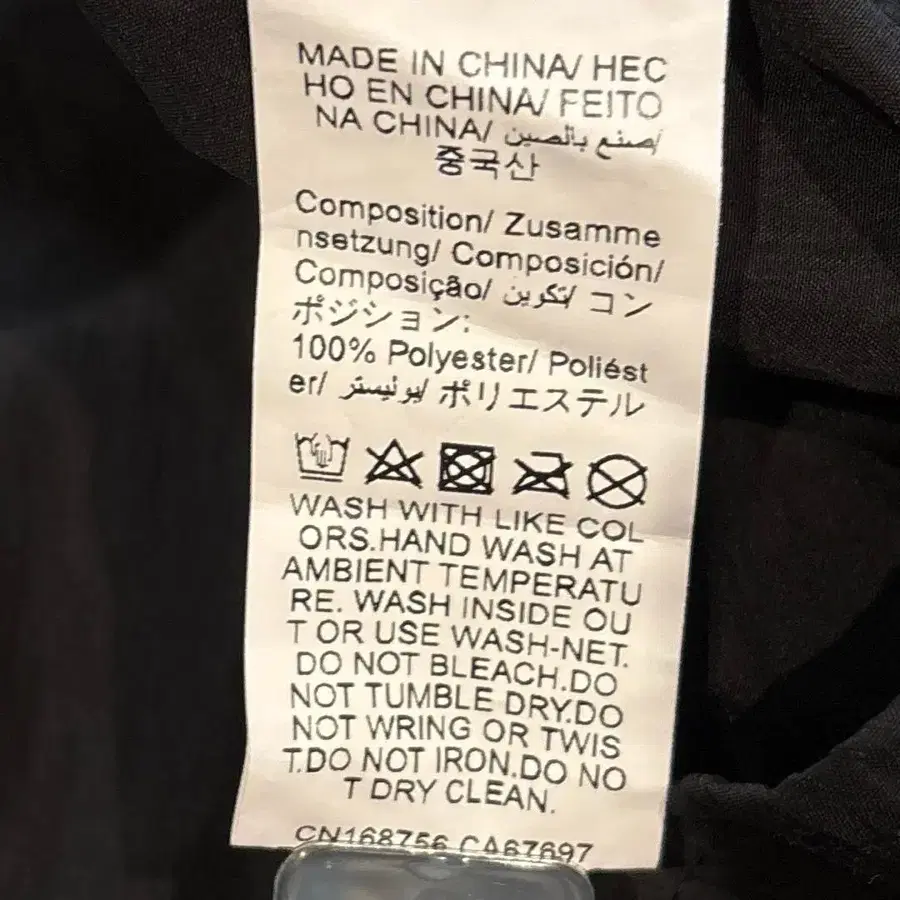 MADE IN CHINA/ HEC
HO EN CHINA/ FEITO
NA CHINA/ صنع بالصين/
중국산
Composition/ Zusamme
nsetzung/ Composición/
Composição/ تكوين/ コン
ポジション:
100% Polyester/ Poliést
er/ بوليستر/ ポリエステル
WASH WITH LIKE COL
ORS.HAND WASH AT
AMBIENT TEMPERATU
RE. WASH INSIDE OU
T OR USE WASH-NET.
DO NOT BLEACH.DO
NOT TUMBLE DRY.DO
NOT WRING OR TWIS
T.DO NOT IRON.DO NO
T DRY CLEAN.
CN168756 CA67697